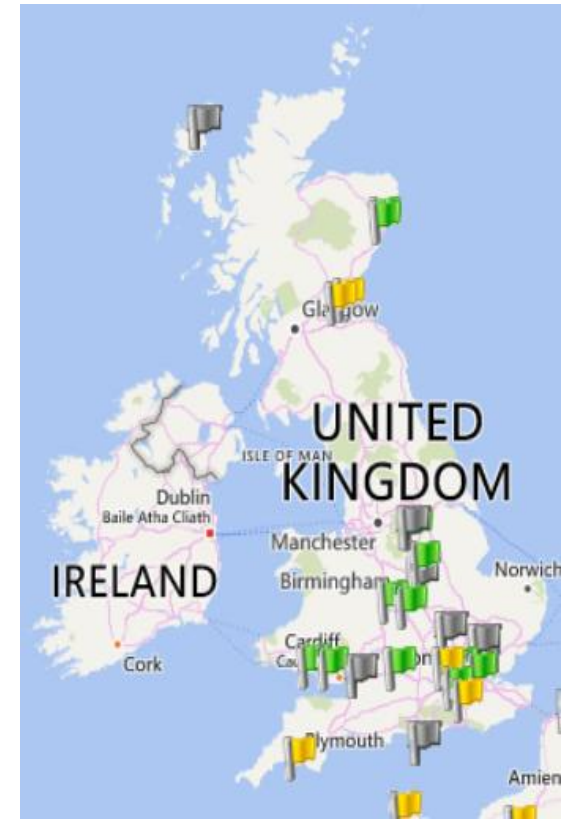 Glasgow
UNITED
KINGDOM
ISLE OF MAN
Dublin
Baile Atha Cliath
Manchester
IRELAND
Birmingham
Norwich
Cardiff
Cork
Plymouth
Amien